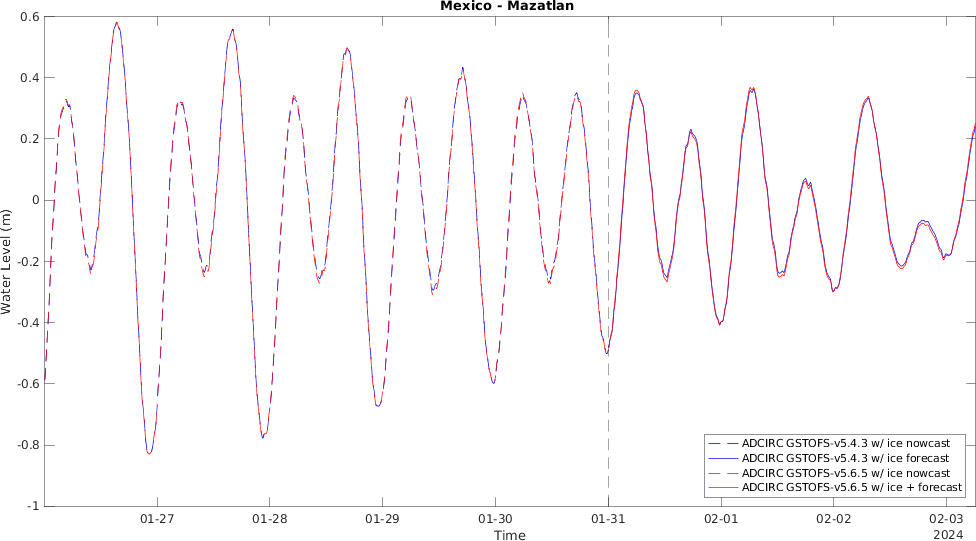 Mexico - Mazatlan
0.6
0.4
0.2
0
-0.2
-0.4
-0.6
-0.8
-1
Water Level (m)
01-27 01-28 01-29 01-30 01-31 02-01 02-02 02-03
Time
2024
ADCIRC GSTOFS-v5.4.3 w/ ice nowcast
ADCIRC GSTOFS-v5.4.3 w/ ice forecast
ADCIRC GSTOFS-v5.6.5 w/ ice nowcast
ADCIRC GSTOFS-v5.6.5 w/ ice + forecast